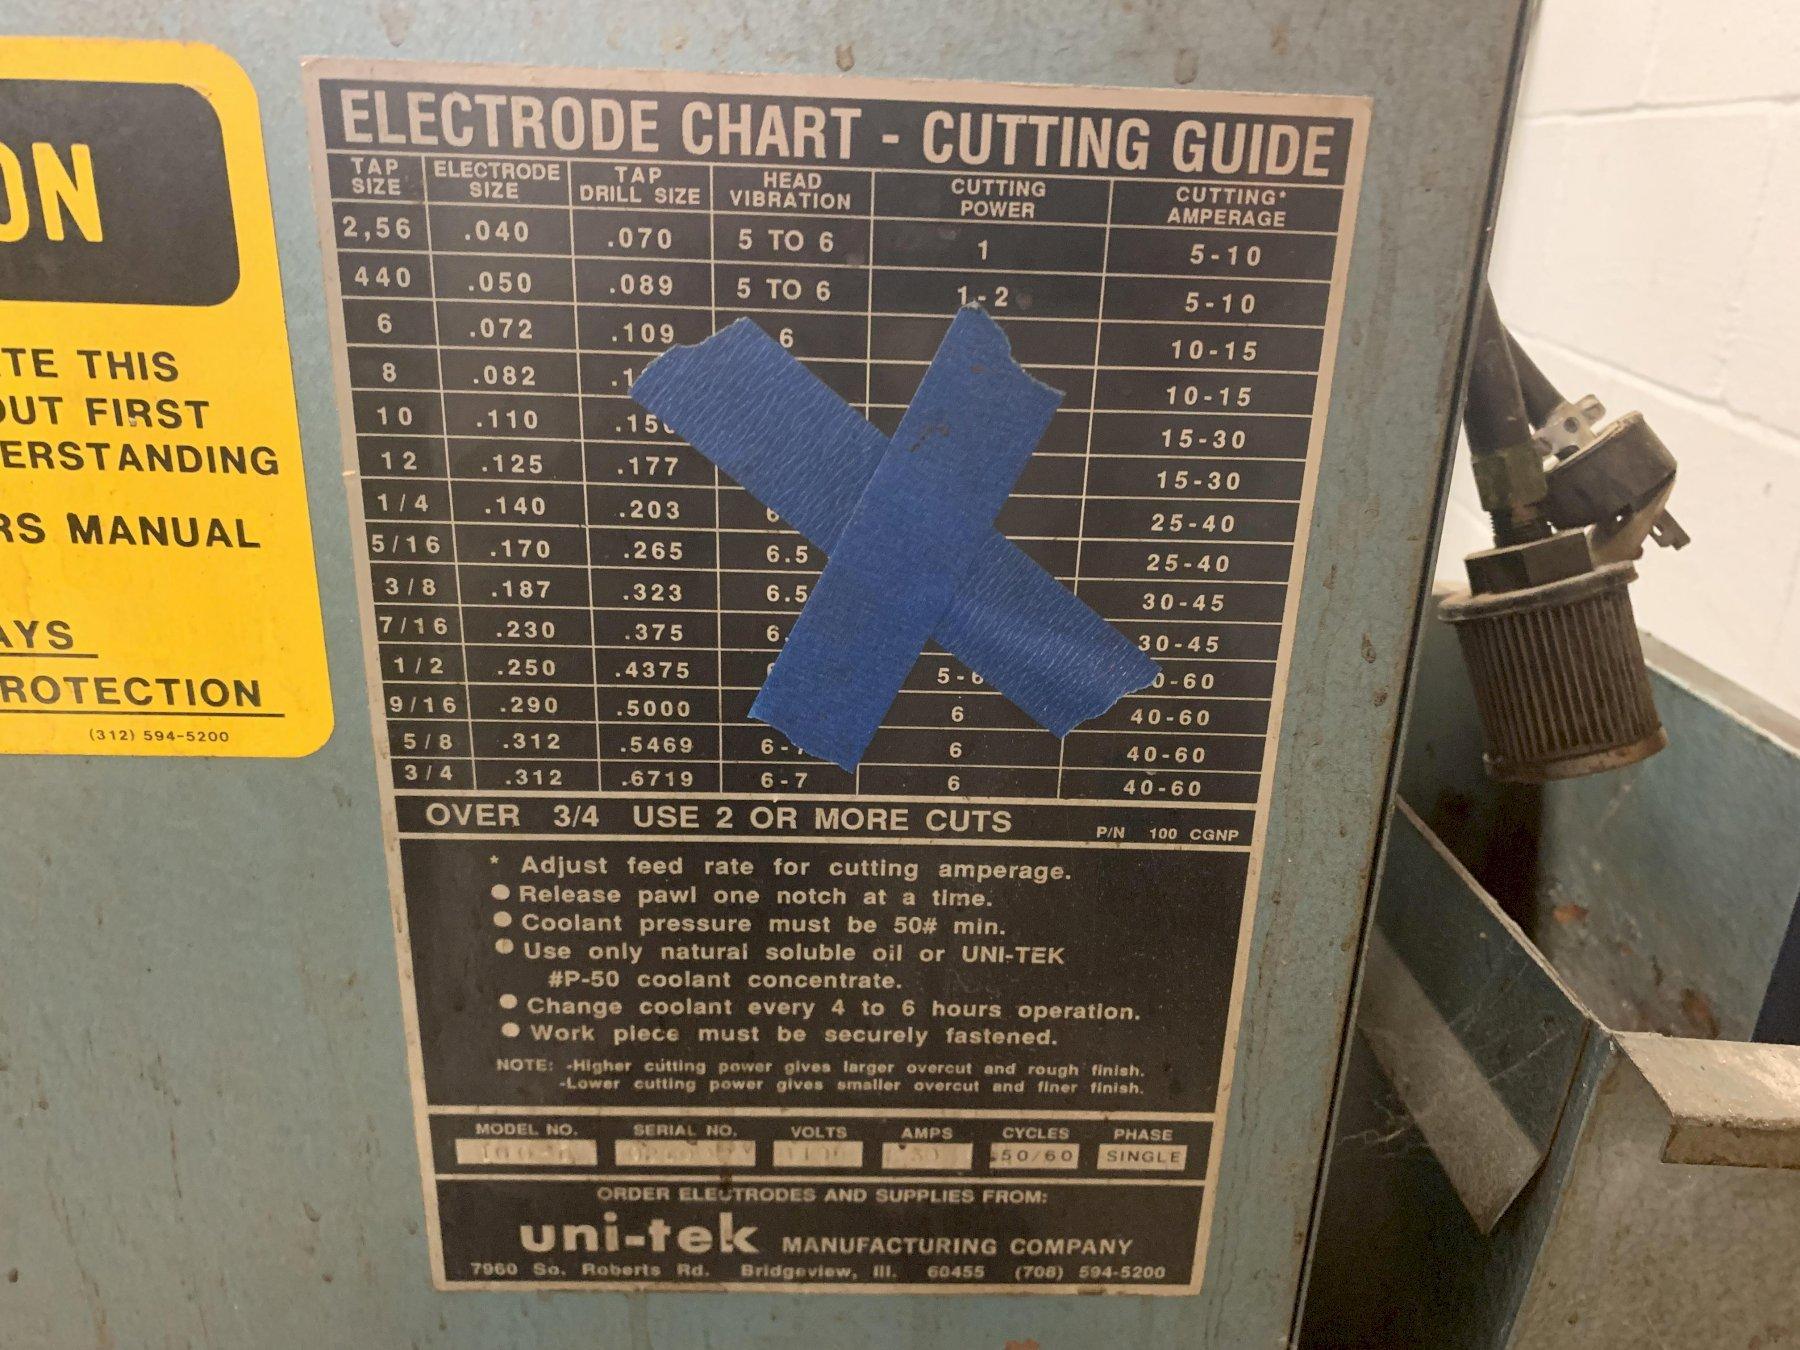 ON
TE THIS
OUT FIRST
ERSTANDING
RS MANUAL
AYS
ROTECTION
(312) 594-5200
ELECTRODE CHART - CUTTING GUIDE
TAP SIZE ELECTRODE SIZE TAP DRILL SIZE HEAD VIBRATION CUTTING POWER CUTTING* AMPERAGE
2,56 .040 .070 5 TO 6 1 5-10
440 .050 .089 5 TO 6 1-2 5-10
6 .072 .109 6 10-15
8 .082 10-15
10 .110 15-30
12 .125 .177 15-30
1/4 .140 .203 25-40
5/16 .170 .265 6.5 25-40
3/8 .187 .323 6.5 30-45
7/16 .230 .375 30-45
1/2 .250 .4375
9/16 .290 .5000 6 40-60
5/8 .312 .5469 6 40-60
3/4 .312 .6719 6-7 6 40-60
OVER 3/4 USE 2 OR MORE CUTS P/N 100 CGNP
* Adjust feed rate for cutting amperage.
● Release pawl one notch at a time.
● Coolant pressure must be 50# min.
● Use only natural soluble oil or UNI-TEK
#P-50 coolant concentrate.
● Change coolant every 4 to 6 hours operation.
● Work piece must be securely fastened.
NOTE: -Higher cutting power gives larger overcut and rough finish.
-Lower cutting power gives smaller overcut and finer finish.
MODEL NO. SERIAL NO. VOLTS AMPS CYCLES PHASE
50/60 SINGLE
ORDER ELECTRODES AND SUPPLIES FROM:
uni-tek MANUFACTURING COMPANY
7960 So. Roberts Rd. Bridgeview, Ill. 60455 (708) 594-5200